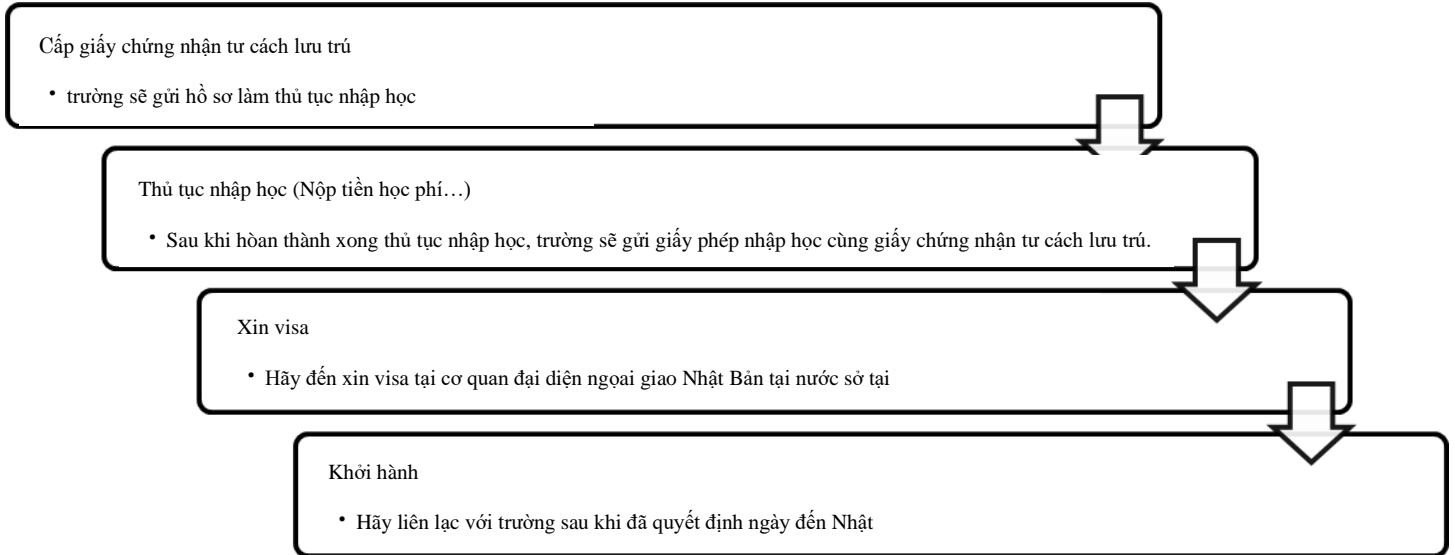 Cấp giấy chứng nhận tư cách lưu trú
• trường sẽ gửi hồ sơ làm thủ tục nhập học
Thủ tục nhập học (Nộp tiền học phí…)
• Sau khi hòan thành xong thủ tục nhập học, trường sẽ gửi giấy phép nhập học cùng giấy chứng nhận tư cách lưu trú.
Xin visa
• Hãy đến xin visa tại cơ quan đại diện ngọai giao Nhật Bản tại nước sở tại
Khởi hành
• Hãy liên lạc với trường sau khi đã quyết định ngày đến Nhật